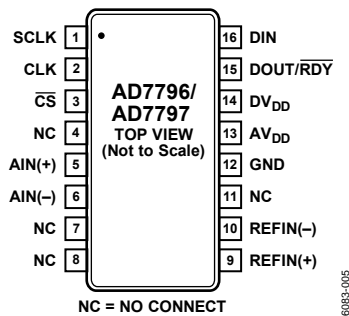 SCLK 1
CLK 2
C̅S̅ 3
NC 4
AIN(+) 5
AIN(–) 6
NC 7
NC 8
AD7796/
AD7797
TOP VIEW
(Not to Scale)
16 DIN
15 DOUT/R̅D̅Y̅
14 DVDD
13 AVDD
12 GND
11 NC
10 REFIN(–)
9 REFIN(+)
NC = NO CONNECT
6083-005